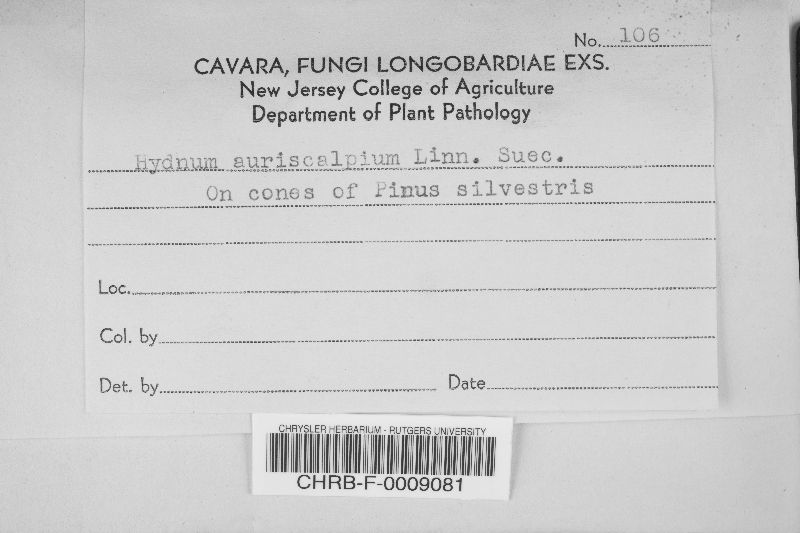 No. 106
CAVARA, FUNGI LONGOBARDIAE EXS.
New Jersey College of Agriculture
Department of Plant Pathology
Hydnum auriscalpium Linn. Suec.
On cones of Pinus silvestris
Loc.
Col. by
Det. by Date
CHRYSLER HERBARIUM - RUTGERS UNIVERSITY
CHRB-F-0009081